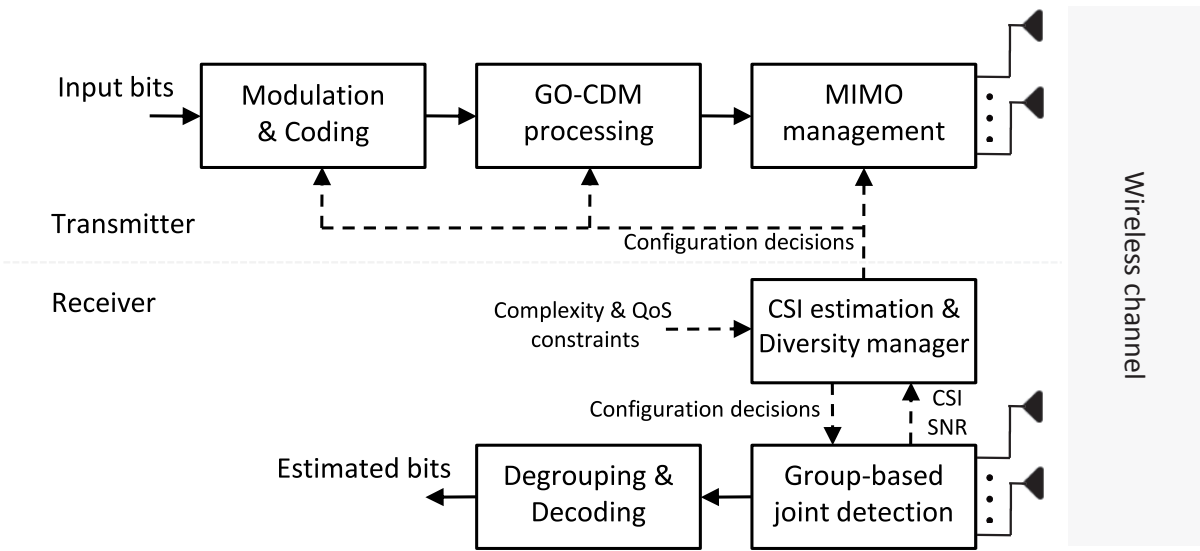 Input bits
Modulation
& Coding
GO-CDM
processing
MIMO
management
Transmitter
Configuration decisions
Wireless channel
Receiver
Complexity & QoS
constraints
CSI estimation &
Diversity manager
Configuration decisions
CSI
SNR
Estimated bits
Degrouping &
Decoding
Group-based
joint detection